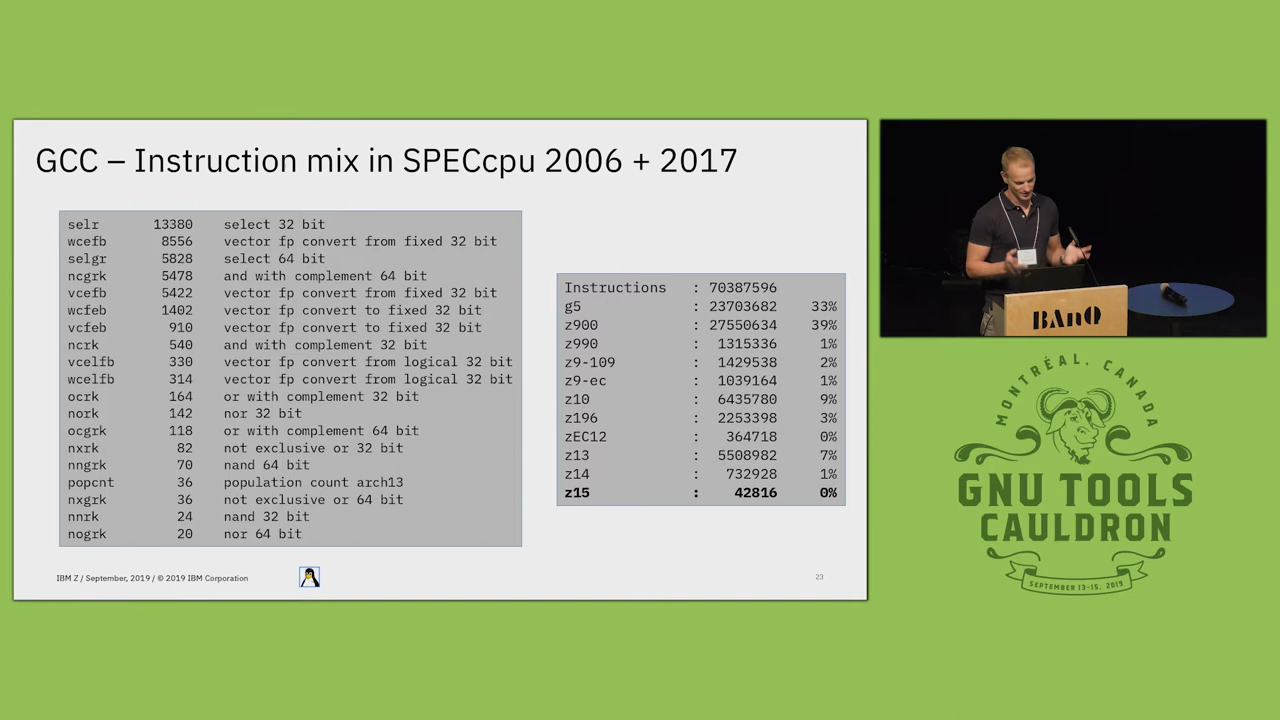 GCC – Instruction mix in SPECcpu 2006 + 2017
selr 13380 select 32 bit
wcefb 8556 vector fp convert from fixed 32 bit
selgr 5828 select 64 bit
ncgrk 5478 and with complement 64 bit
vcefb 5422 vector fp convert from fixed 32 bit
wcfeb 1402 vector fp convert to fixed 32 bit
vcfeb 910 vector fp convert to fixed 32 bit
ncrk 540 and with complement 32 bit
vcelfb 330 vector fp convert from logical 32 bit
wcelfb 314 vector fp convert from logical 32 bit
ocrk 164 or with complement 32 bit
nork 142 nor 32 bit
ocgrk 118 or with complement 64 bit
nxrk 82 not exclusive or 32 bit
nngrk 70 nand 64 bit
popcnt 36 population count arch13
nxgrk 36 not exclusive or 64 bit
nnrk 24 nand 32 bit
nogrk 20 nor 64 bit
Instructions : 70387596
g5 : 23703682 33%
z900 : 27550634 39%
z990 : 1315336 1%
z9-109 : 1429538 2%
z9-ec : 1039164 1%
z10 : 6435780 9%
z196 : 2253398 3%
zEC12 : 364718 0%
z13 : 5508982 7%
z14 : 732928 1%
z15 : 42816 0%
IBM Z / September, 2019 / © 2019 IBM Corporation
23
BAnQ
MONTRÉAL, CANADA
GNU TOOLS
CAULDRON
SEPTEMBER 13-15, 2019